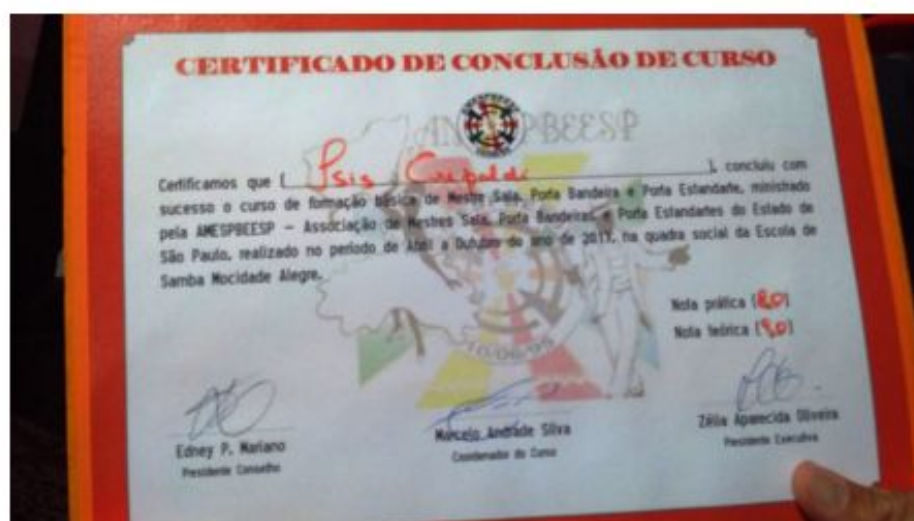 CERTIFICADO DE CONCLUSÃO DE CURSO
AMESPBEESP
Certificamos que ( ), concluiu com
sucesso o curso de formação básica de Mestre Sala, Porta Bandeira e Porta Estandarte, ministrado
pela AMESPBEESP – Associação de Mestres Sala, Porta Bandeiras e Porta Estandartes do Estado de
São Paulo, realizado no período de Abril a Outubro do ano de 2017, na quadra social da Escola de
Samba Mocidade Alegre.
Nota prática (8,0)
Nota teórica (9,0)
10/06/95
Edney P. Mariano
Presidente Conselho
Marcelo Andrade Silva
Coordenador do Curso
Zélia Aparecida Oliveira
Presidente Executiva